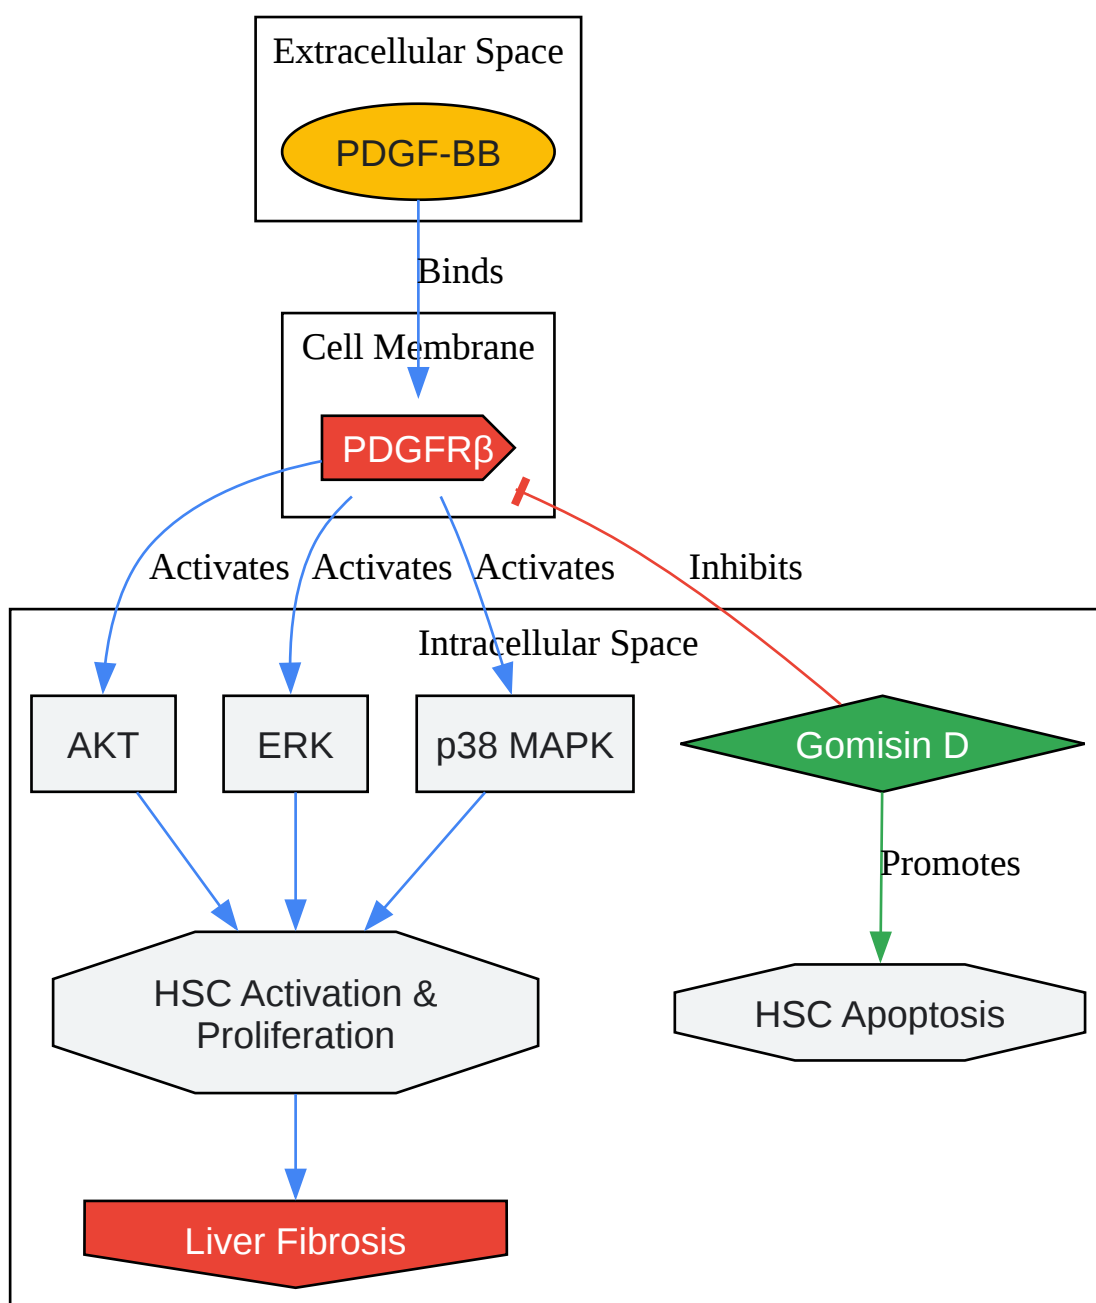 Extracellular Space
PDGF-BB
Binds
Cell Membrane
PDGFRβ
Activates
Activates
Activates
Inhibits
Intracellular Space
AKT
ERK
p38 MAPK
Gomisin D
Promotes
HSC Activation &
Proliferation
HSC Apoptosis
Liver Fibrosis